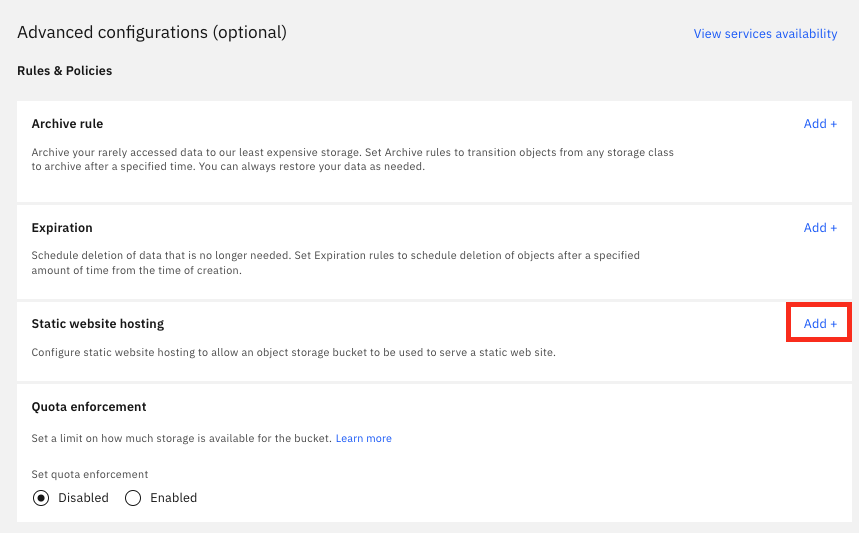 Advanced configurations (optional)
View services availability
Rules & Policies
Archive rule
Add +
Archive your rarely accessed data to our least expensive storage. Set Archive rules to transition objects from any storage class
to archive after a specified time. You can always restore your data as needed.
Expiration
Add +
Schedule deletion of data that is no longer needed. Set Expiration rules to schedule deletion of objects after a specified
amount of time from the time of creation.
Static website hosting
Add +
Configure static website hosting to allow an object storage bucket to be used to serve a static web site.
Quota enforcement
Set a limit on how much storage is available for the bucket. Learn more
Set quota enforcement
Disabled Enabled